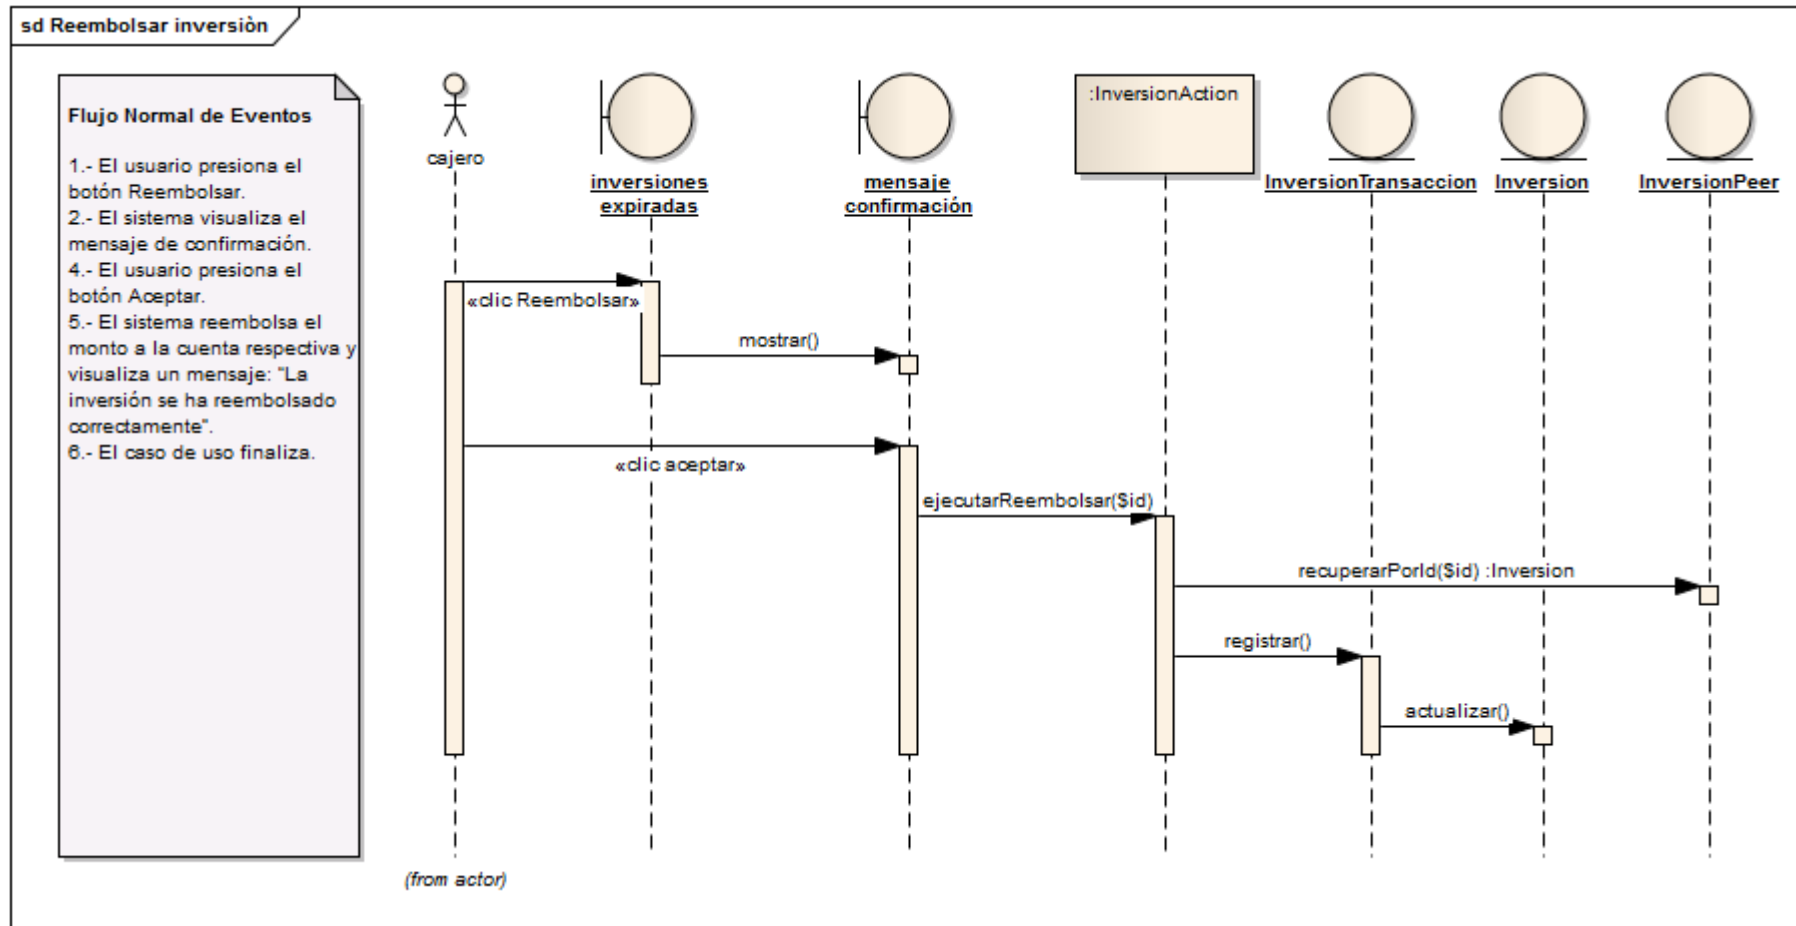 sd Reembolsar inversiòn
Flujo Normal de Eventos
1.- El usuario presiona el
botón Reembolsar.
2.- El sistema visualiza el
mensaje de confirmación.
4.- El usuario presiona el
botón Aceptar.
5.- El sistema reembolsa el
monto a la cuenta respectiva y
visualiza un mensaje: "La
inversión se ha reembolsado
correctamente".
6.- El caso de uso finaliza.
cajero
inversiones
expiradas
mensaje
confirmación
:InversionAction
InversionTransaccion
Inversion
InversionPeer
«clic Reembolsar»
mostrar()
«clic aceptar»
ejecutarReembolsar($id)
recuperarPorId($id) :Inversion
registrar()
actualizar()
(from actor)